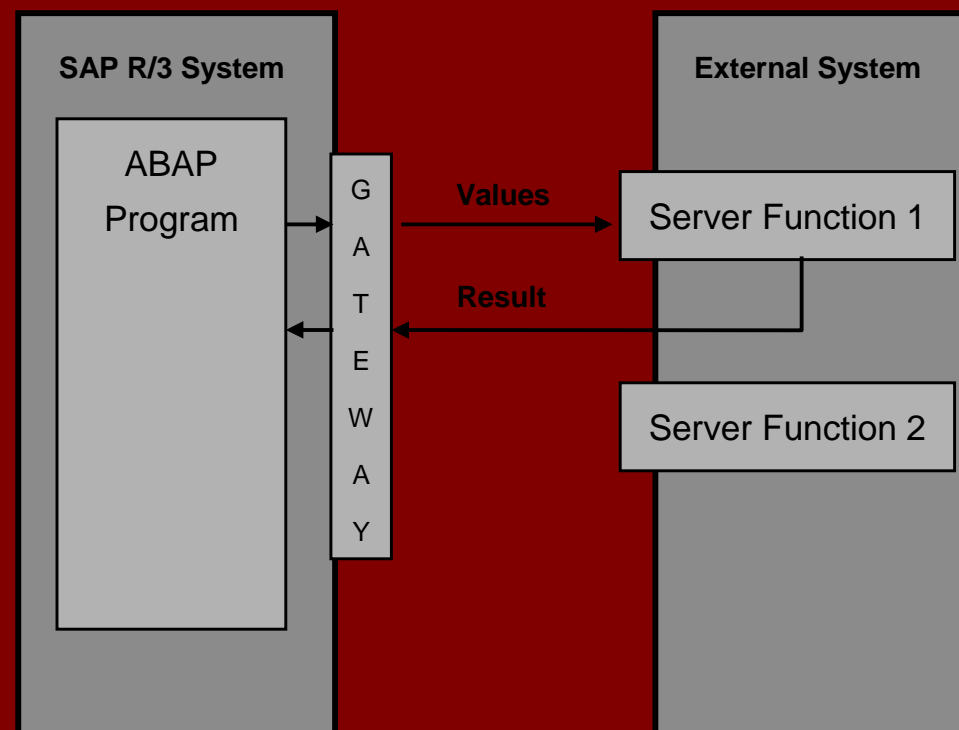 SAP R/3 System
ABAP
Program
G
A
T
E
W
A
Y
Values
Result
External System
Server Function 1
Server Function 2